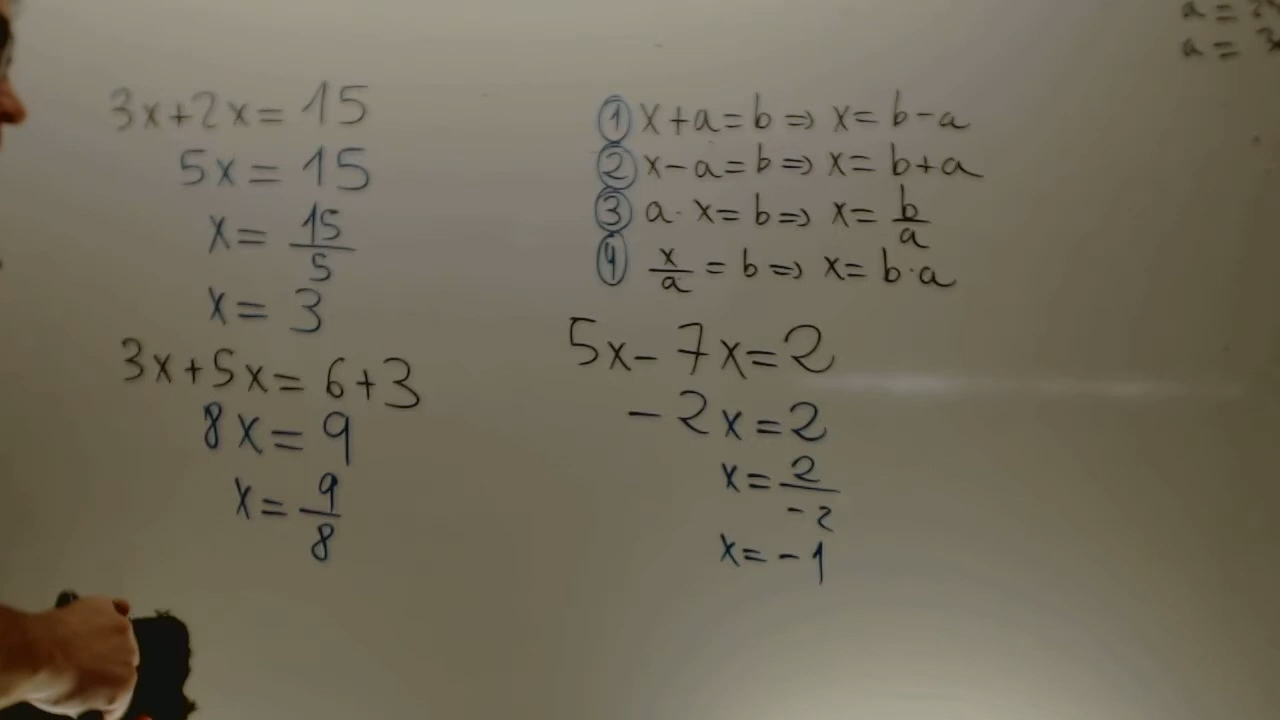 3x+2x=15
5x=15
x=15/5
x=3
3x+5x=6+3
8x=9
x=9/8
① x+a=b⇒ x=b-a
② x-a=b⇒ x=b+a
③ a·x=b⇒ x=b/a
④ x/a=b⇒ x=b·a
5x-7x=2
-2x=2
x=2/-2
x=-1
a=
a=